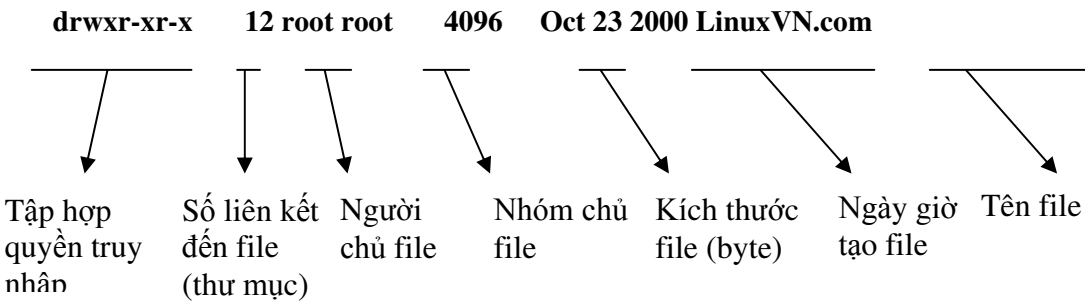 drwxr-xr-x 12 root root 4096 Oct 23 2000 LinuxVN.com
Tập hợp
quyền truy
nhập
Số liên kết
đến file
(thư mục)
Người
chủ file
Nhóm chủ
file
Kích thước
file (byte)
Ngày giờ
tạo file
Tên file